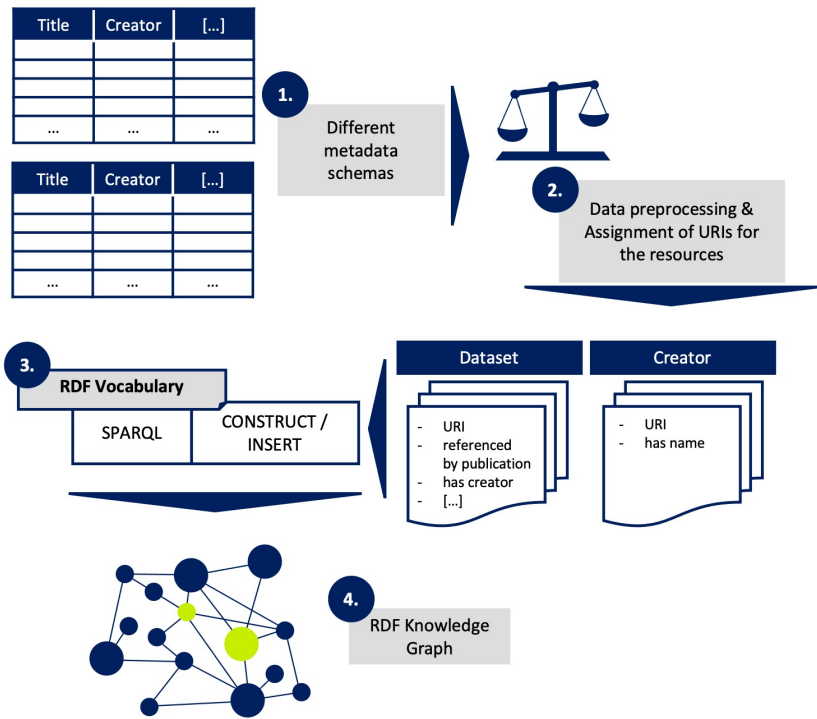 Title Creator [...]
... ... ...
1.
Different
metadata
schemas
Title Creator [...]
... ... ...
2.
Data preprocessing &
Assignment of URIs for
the resources
3.
RDF Vocabulary
SPARQL
CONSTRUCT /
INSERT
Dataset
- URI
- referenced
by publication
- has creator
- [...]
Creator
- URI
- has name
4.
RDF Knowledge
Graph